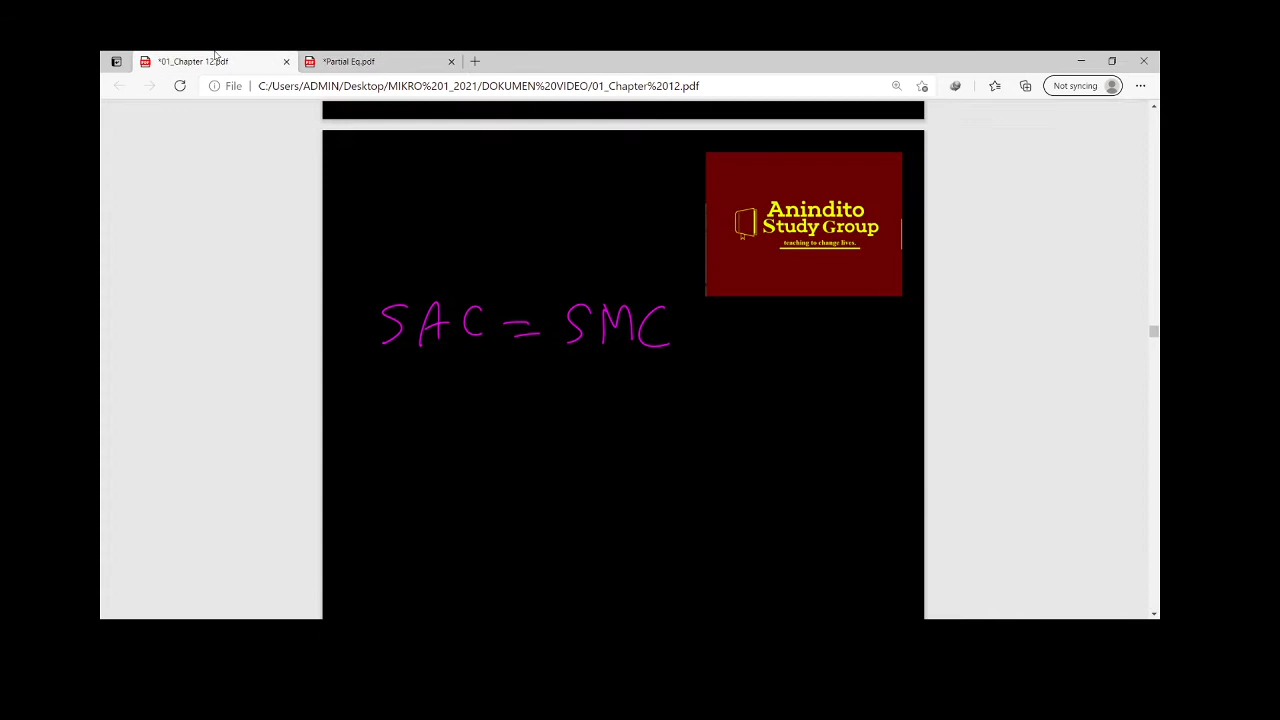 *01_Chapter 12.pdf
*Partial Eq.pdf
File
C:/Users/ADMIN/Desktop/MIKRO%201_2021/DOKUMEN%20VIDEO/01_Chapter%2012.pdf
Not syncing
Anindito
Study Group
teaching to change lives.
SAC = SMC